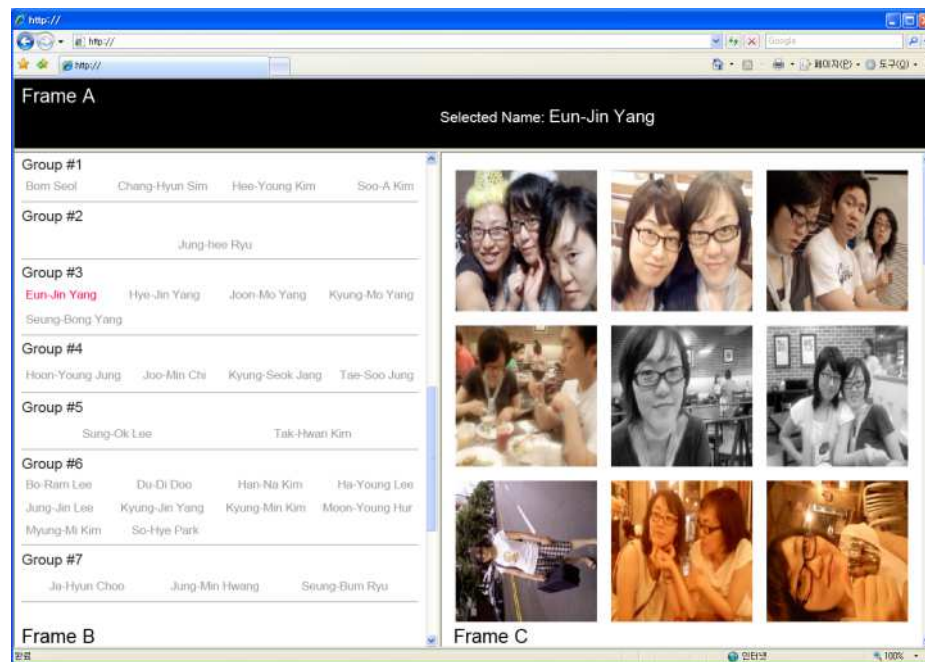 http://
http://
Google
http://
페이지(P)
도구(O)
Frame A
Selected Name: Eun-Jin Yang
Group #1
Bom Seol Chang-Hyun Sim Hee-Young Kim Soo-A Kim
Group #2
Jung-hee Ryu
Group #3
Eun-Jin Yang Hye-Jin Yang Joon-Mo Yang Kyung-Mo Yang
Seung-Bong Yang
Group #4
Hoon-Young Jung Joo-Min Chi Kyung-Seok Jang Tae-Soo Jung
Group #5
Sung-Ok Lee Tak-Hwan Kim
Group #6
Bo-Ram Lee Du-Di Doo Han-Na Kim Ha-Young Lee
Jung-Jin Lee Kyung-Jin Yang Kyung-Min Kim Moon-Young Hur
Myung-Mi Kim So-Hye Park
Group #7
Ja-Hyun Choo Jung-Min Hwang Seung-Bum Ryu
Frame B
Frame C
완료
인터넷
100%